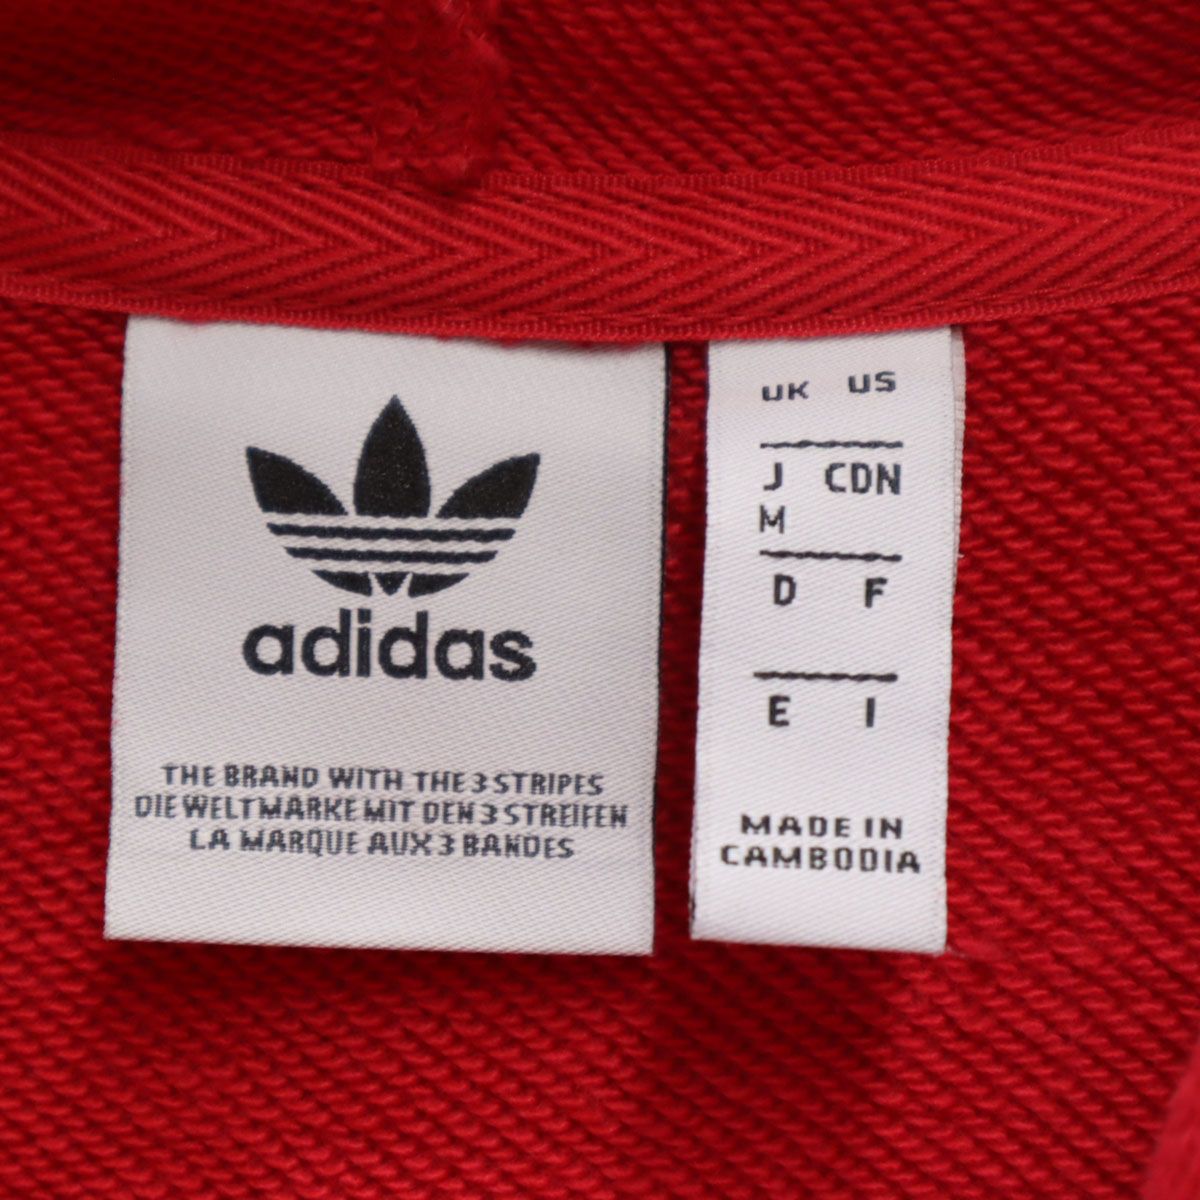 adidas
THE BRAND WITH THE 3 STRIPES
DIE WELTMARKE MIT DEN 3 STREIFEN
LA MARQUE AUX 3 BANDES
UK US
J CDN
M
D F
E I
MADE IN
CAMBODIA